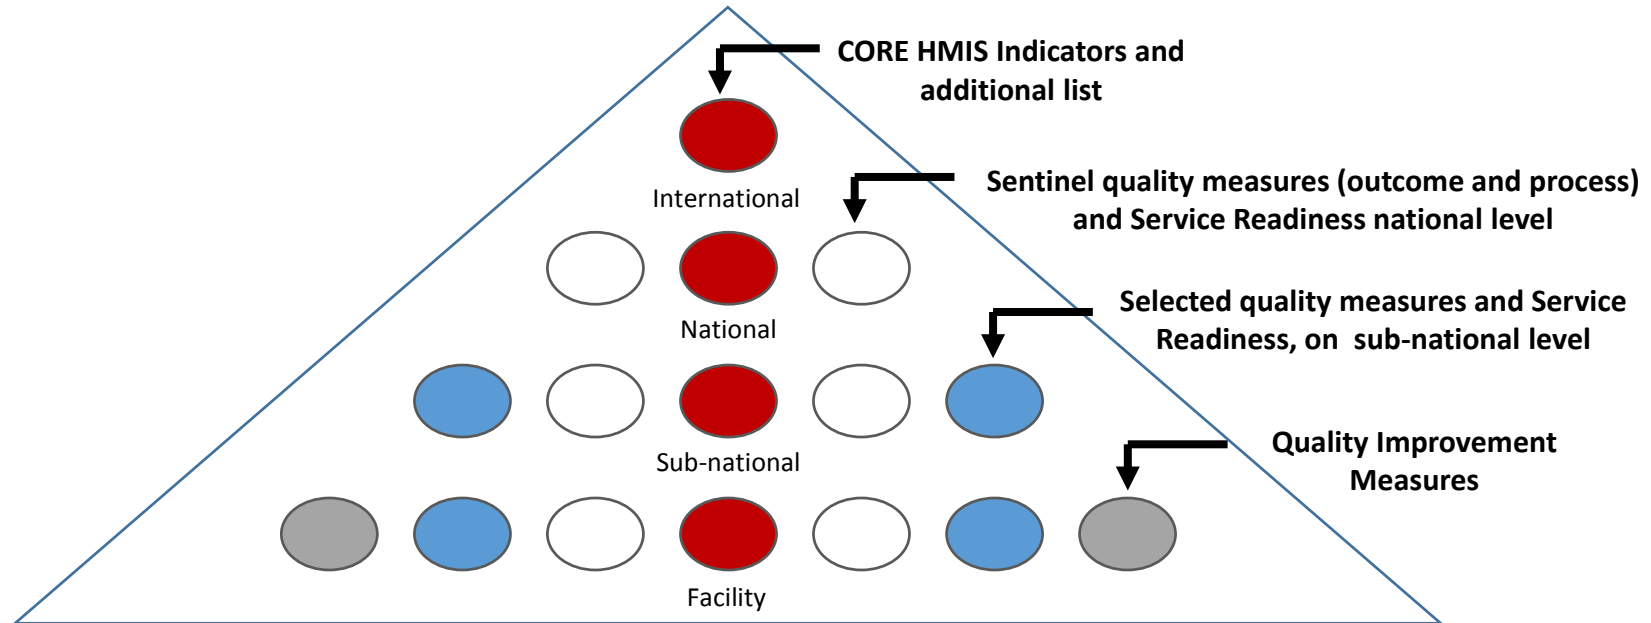 CORE HMIS Indicators and
additional list
International
Sentinel quality measures (outcome and process)
and Service Readiness national level
National
Selected quality measures and Service
Readiness, on  sub-national level
Sub-national
Quality Improvement
Measures
Facility